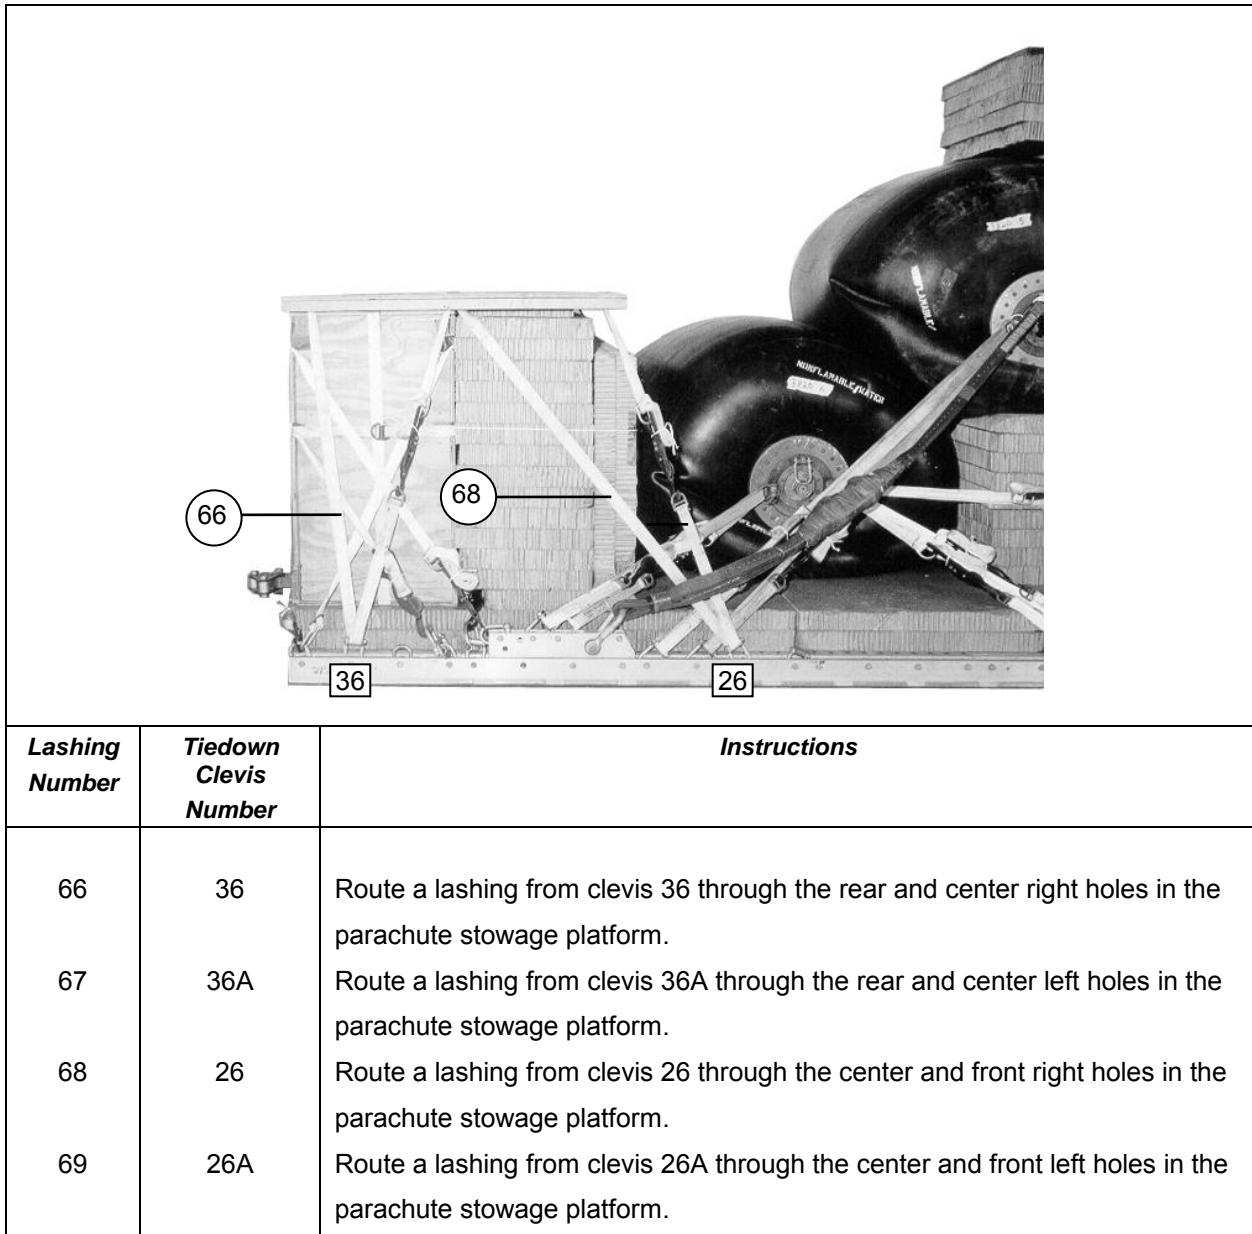 NONFLAMABLE/
NONFLAMABLE/WATER
66
68
36
26
Lashing
Number
Tiedown
Clevis
Number
Instructions
66 36 Route a lashing from clevis 36 through the rear and center right holes in the
parachute stowage platform.
67 36A Route a lashing from clevis 36A through the rear and center left holes in the
parachute stowage platform.
68 26 Route a lashing from clevis 26 through the center and front right holes in the
parachute stowage platform.
69 26A Route a lashing from clevis 26A through the center and front left holes in the
parachute stowage platform.